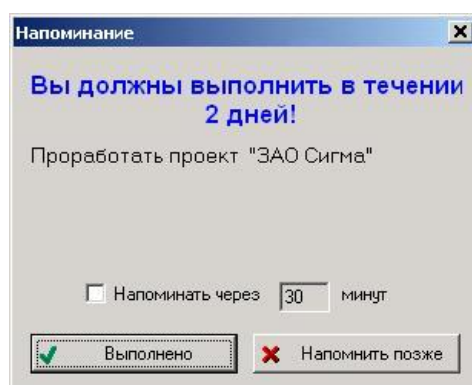 Напоминание
Вы должны выполнить в течении
2 дней!
Проработать проект "ЗАО Сигма"
Напоминать через 30 минут
Выполнено Напомнить позже